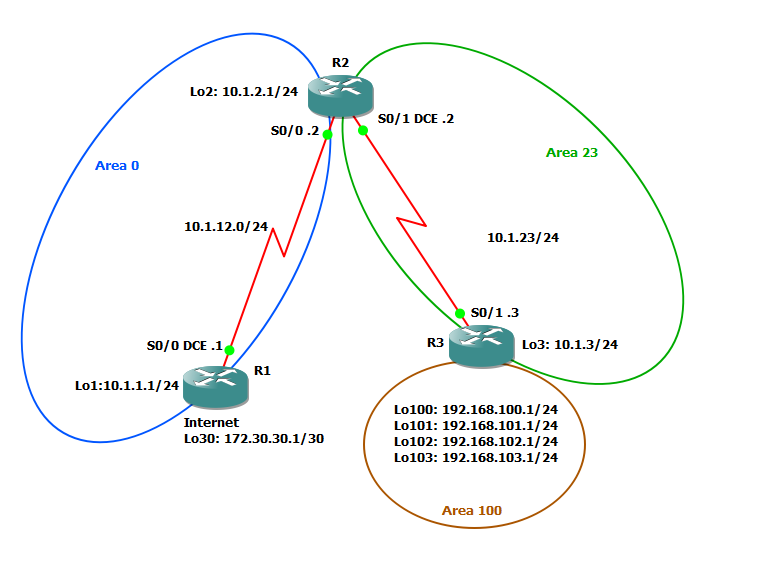 R2
Lo2: 10.1.2.1/24
S0/0 .2
S0/1 DCE .2
Area 0
Area 23
10.1.12.0/24
10.1.23/24
S0/1 .3
S0/0 DCE .1
R3
Lo3: 10.1.3/24
R1
Lo1:10.1.1.1/24
Internet
Lo30: 172.30.30.1/30
Lo100: 192.168.100.1/24
Lo101: 192.168.101.1/24
Lo102: 192.168.102.1/24
Lo103: 192.168.103.1/24
Area 100